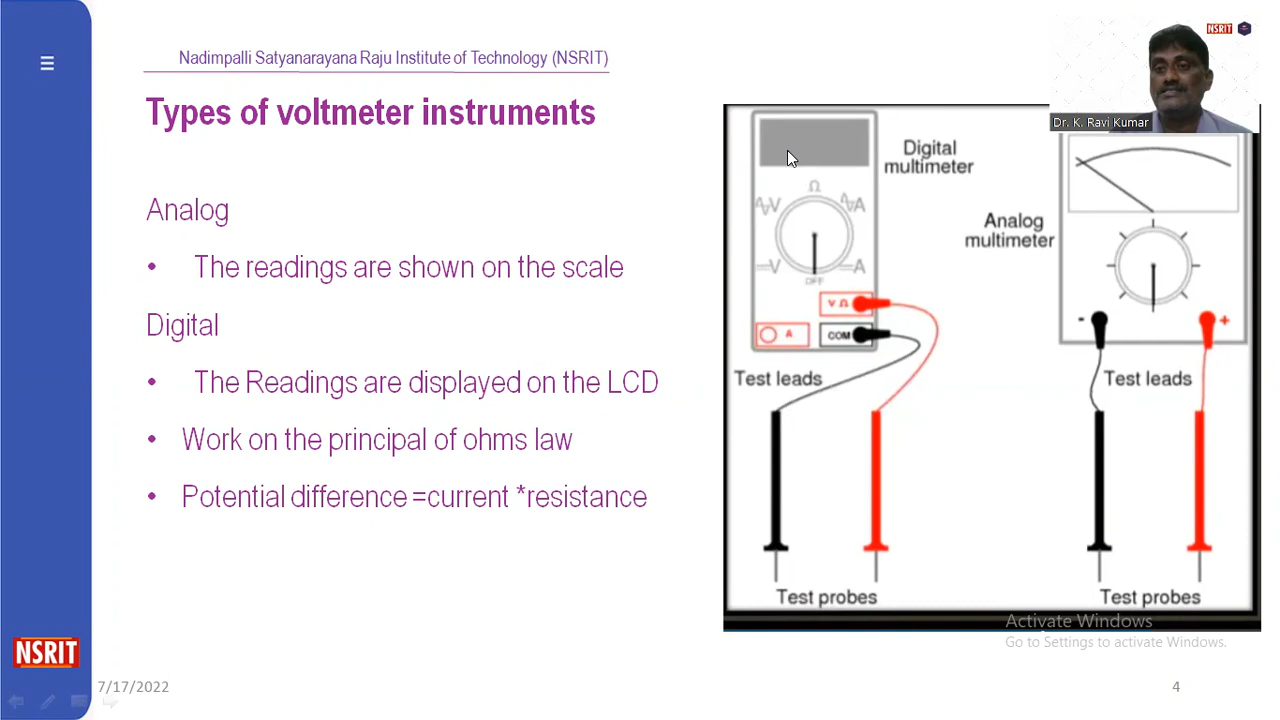 Nadimpalli Satyanarayana Raju Institute of Technology (NSRIT)
NSRIT
Types of voltmeter instruments
Dr. K. Ravi Kumar
Analog
• The readings are shown on the scale
Digital
• The Readings are displayed on the LCD
• Work on the principal of ohms law
• Potential difference =current *resistance
Digital
multimeter
Ω
V
A
V
A
OFF
V Ω
A
COM
Test leads
Test probes
Analog
multimeter
- +
Test leads
Test probes
Activate Windows
Go to Settings to activate Windows.
NSRIT
7/17/2022
4